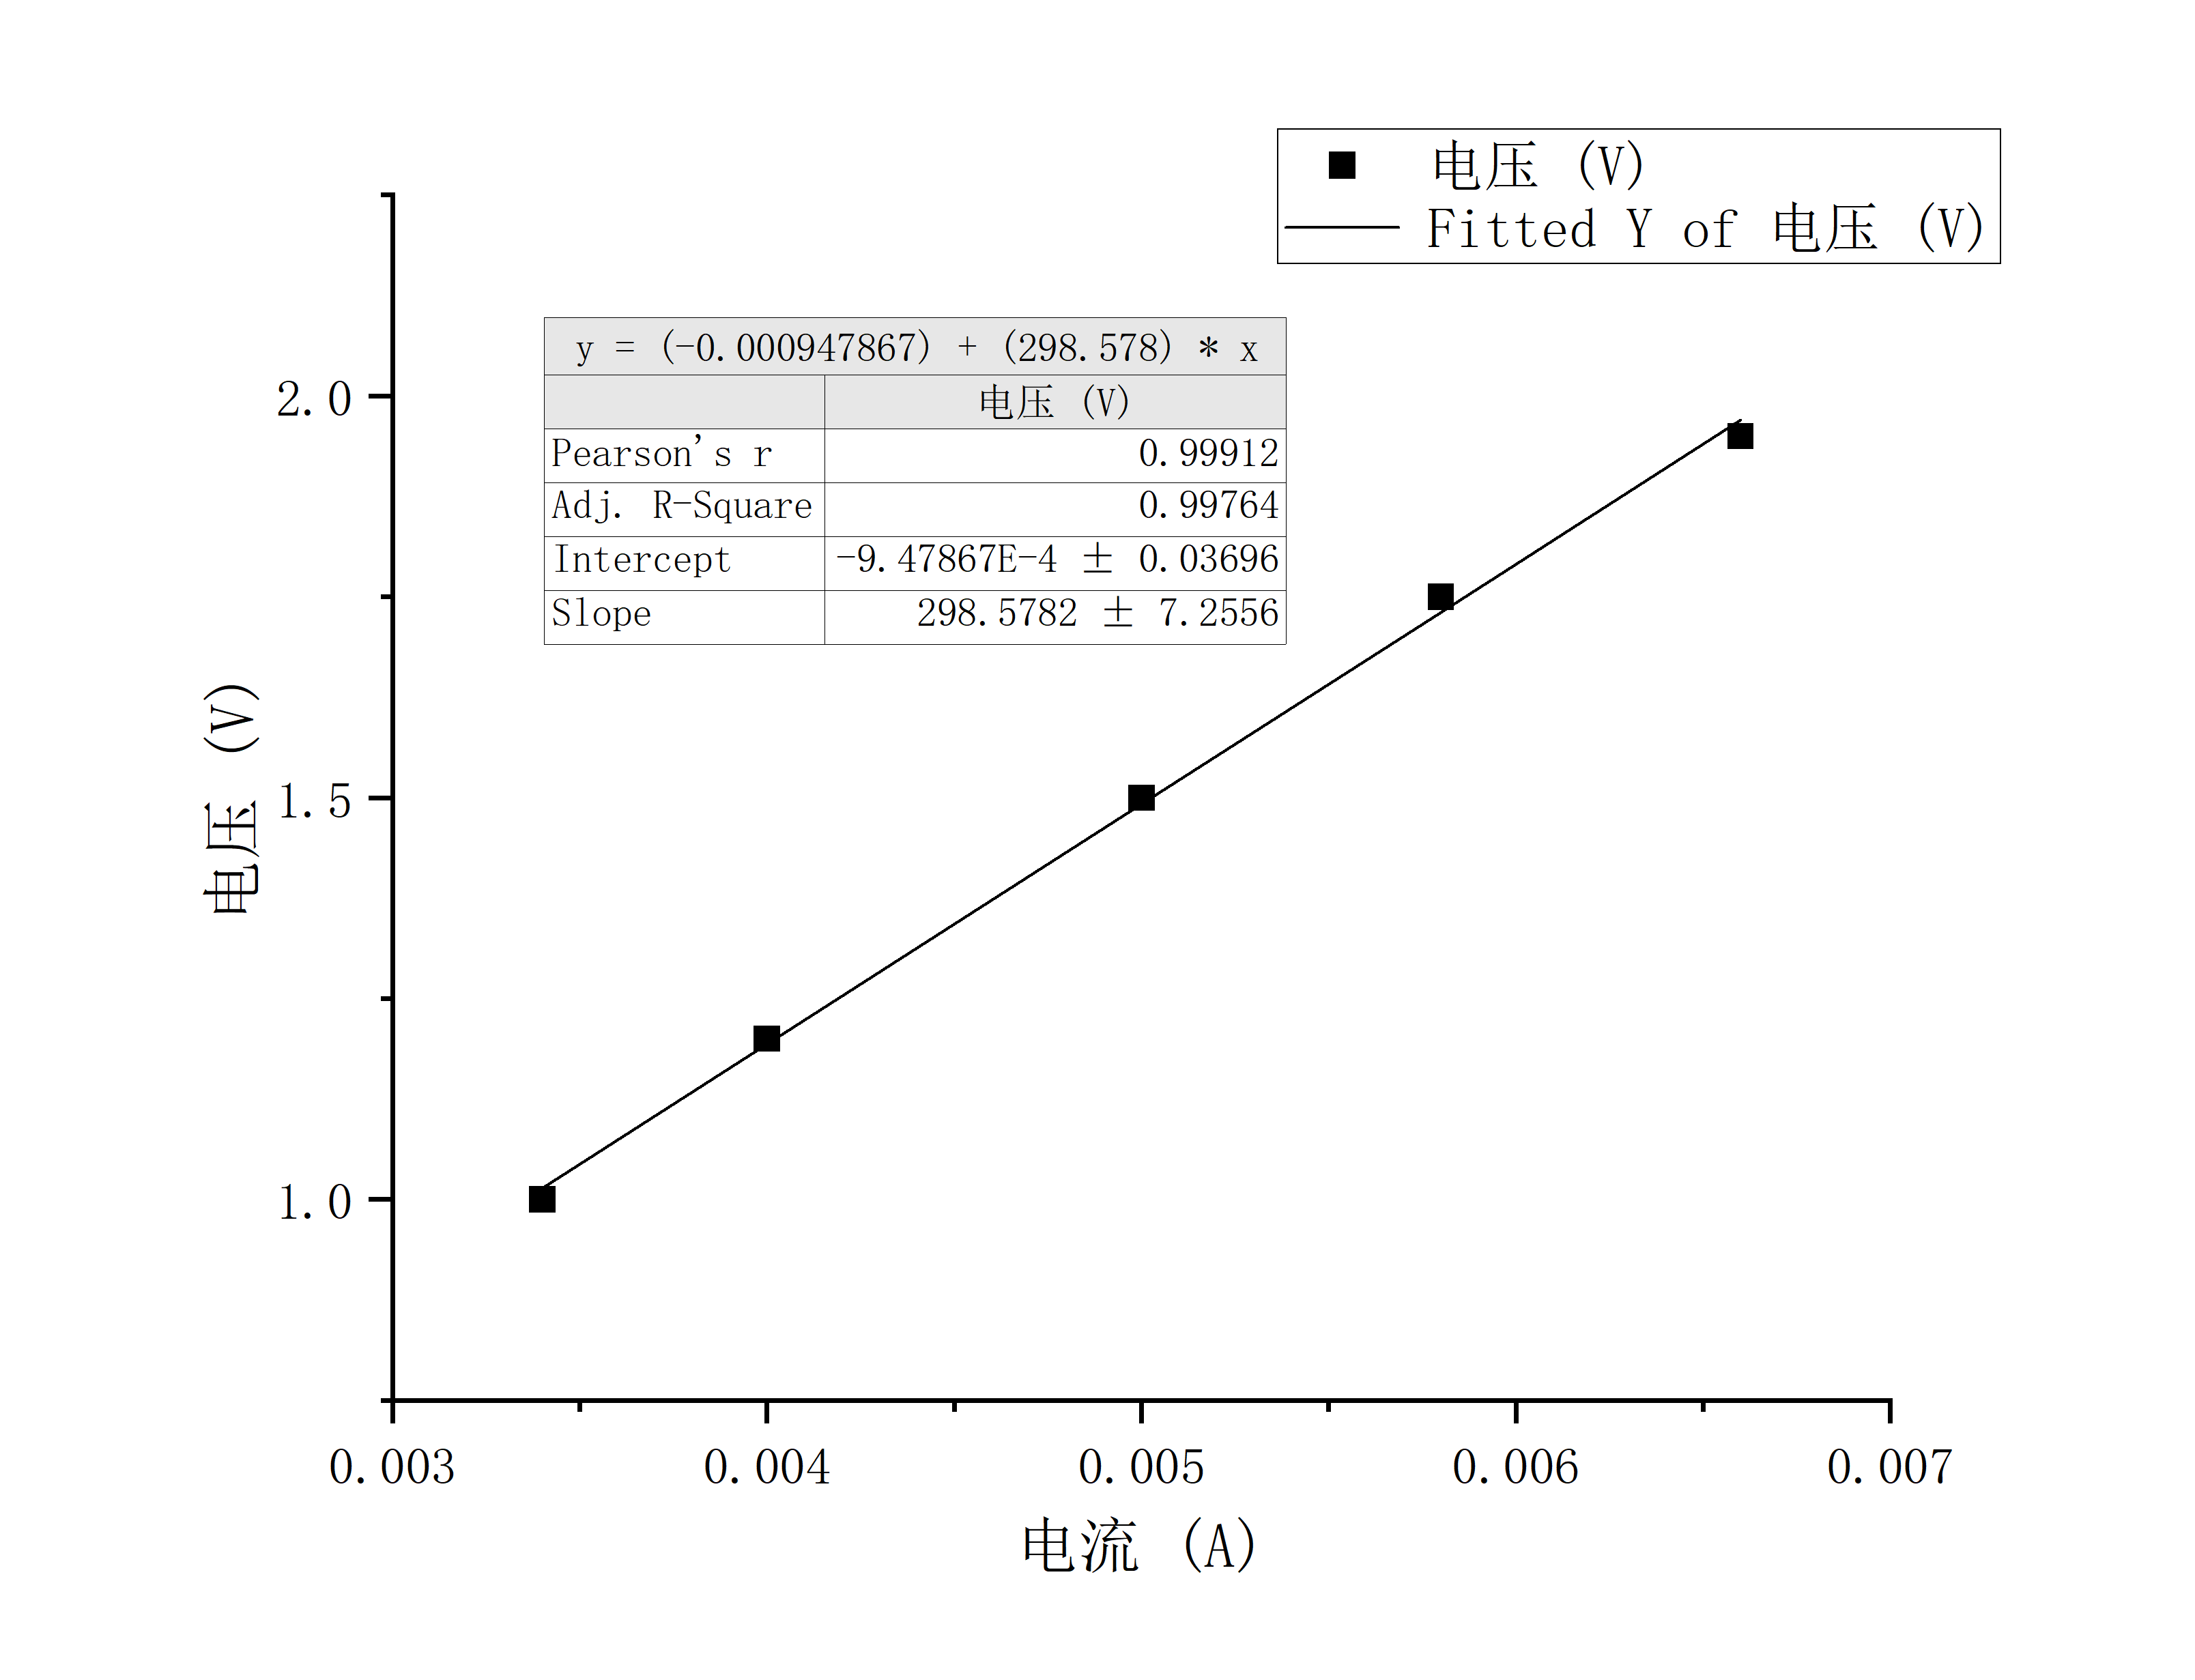 电压 (V)
Fitted Y of 电压 (V)
y = (-0.000947867) + (298.578) * x
电压 (V)
Pearson's r 0.99912
Adj. R-Square 0.99764
Intercept -9.47867E-4 ± 0.03696
Slope 298.5782 ± 7.2556
2.0
1.5
1.0
电压 (V)
0.003 0.004 0.005 0.006 0.007
电流 (A)